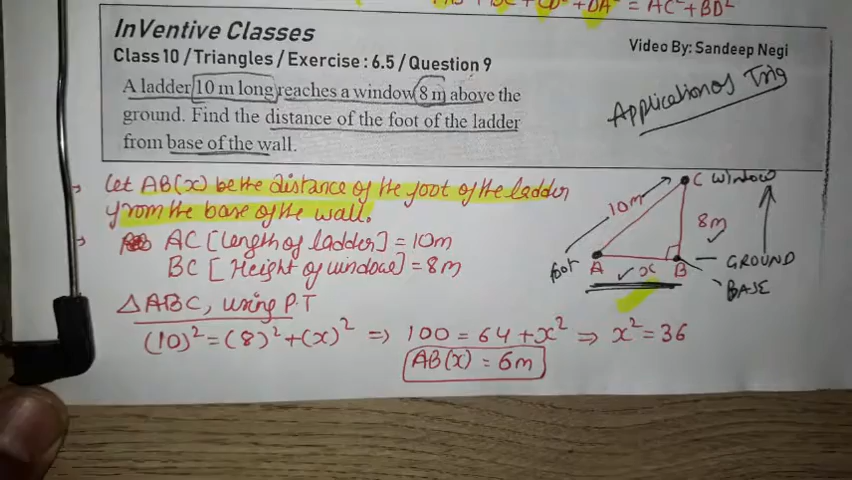 = AC² + BD²
InVentive Classes
Video By: Sandeep Negi
Class 10 / Triangles / Exercise : 6.5 / Question 9
A ladder 10 m long reaches a window 8 m above the
ground. Find the distance of the foot of the ladder
from base of the wall.
Application of Trig
Let AB(x) be the distance of the foot of the ladder
from the base of the wall.
AC [Length of ladder] = 10m
BC [Height of window] = 8m
△ABC, using P.T
(10)² = (8)² + (x)² ⇒ 100 = 64 + x² ⇒ x² = 36
AB(x) = 6m
C Window
10m
8m
foot A x B GROUND
BASE